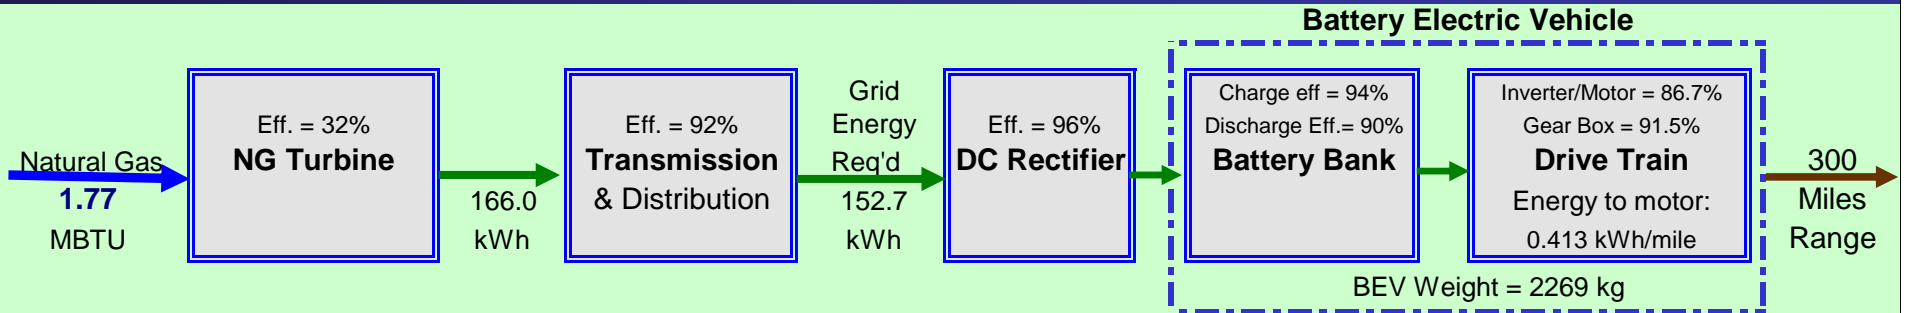 Battery Electric Vehicle
Natural Gas
1.77
MBTU
Eff. = 32%
NG Turbine
166.0
kWh
Eff. = 92%
Transmission
& Distribution
Grid
Energy
Req'd
152.7
kWh
Eff. = 96%
DC Rectifier
Charge eff = 94%
Discharge Eff.= 90%
Battery Bank
Inverter/Motor = 86.7%
Gear Box = 91.5%
Drive Train
Energy to motor:
0.413 kWh/mile
BEV Weight = 2269 kg
300
Miles
Range